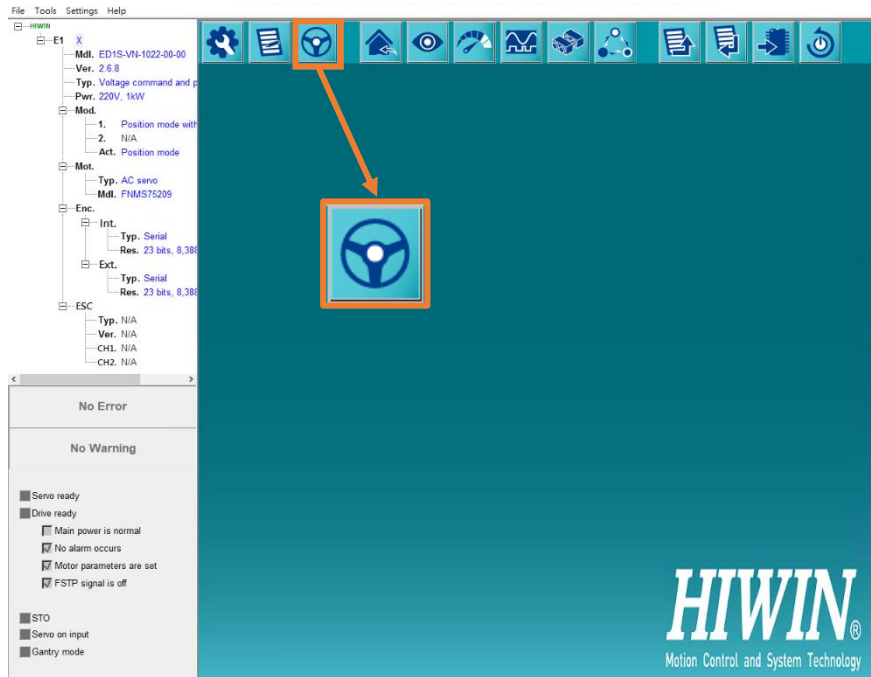 File Tools Settings Help
HIWIN
E1 X
Mdl. ED1S-VN-1022-00-00
Ver. 2.6.8
Typ. Voltage command and p
Pwr. 220V, 1kW
Mod.
1. Position mode with
2. N/A
Act. Position mode
Mot.
Typ. AC servo
Mdl. FNMS75209
Enc.
Int.
Typ. Serial
Res. 23 bits, 8,388
Ext.
Typ. Serial
Res. 23 bits, 8,388
ESC
Typ. N/A
Ver. N/A
CH1. N/A
CH2. N/A
No Error
No Warning
Servo ready
Drive ready
Main power is normal
No alarm occurs
Motor parameters are set
FSTP signal is off
STO
Servo on input
Gantry mode
HIWIN®
Motion Control and System Technology